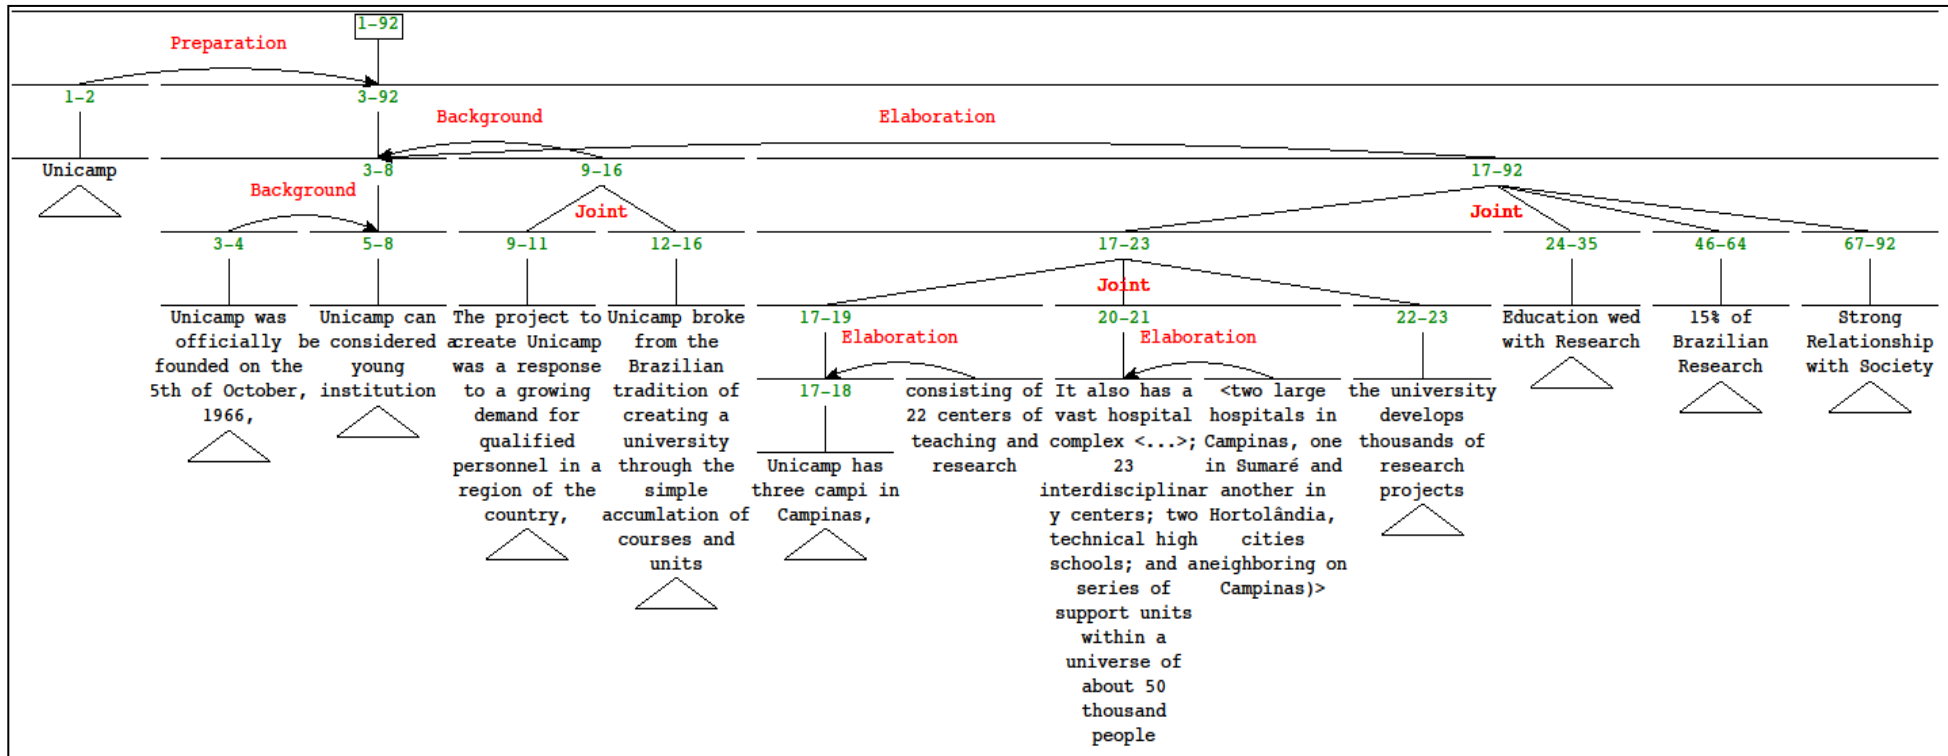 1-92
Preparation
1-2
3-92
Background
Elaboration
Unicamp
3-8
9-16
17-92
Background
Joint
Joint
3-4
5-8
9-11
12-16
17-23
24-35
46-64
67-92
Joint
Unicamp was
officially
founded on the
5th of October,
1966,
Unicamp can
be considered a
young
institution
The project to
create Unicamp
was a response
to a growing
demand for
qualified
personnel in a
region of the
country,
Unicamp broke
from the
Brazilian
tradition of
creating a
university
through the
simple
accumlation of
courses and
units
17-19
20-21
22-23
Education wed
with Research
15% of
Brazilian
Research
Strong
Relationship
with Society
Elaboration
Elaboration
17-18
consisting of
22 centers of
teaching and
research
It also has a
vast hospital
complex <...>;
23
interdisciplinar
y centers; two
technical high
schools; and a
series of
support units
within a
universe of
about 50
thousand
people
<two large
hospitals in
Campinas, one
in Sumaré and
another in
Hortolândia,
cities
neighboring on
Campinas)>
the university
develops
thousands of
research
projects
Unicamp has
three campi in
Campinas,